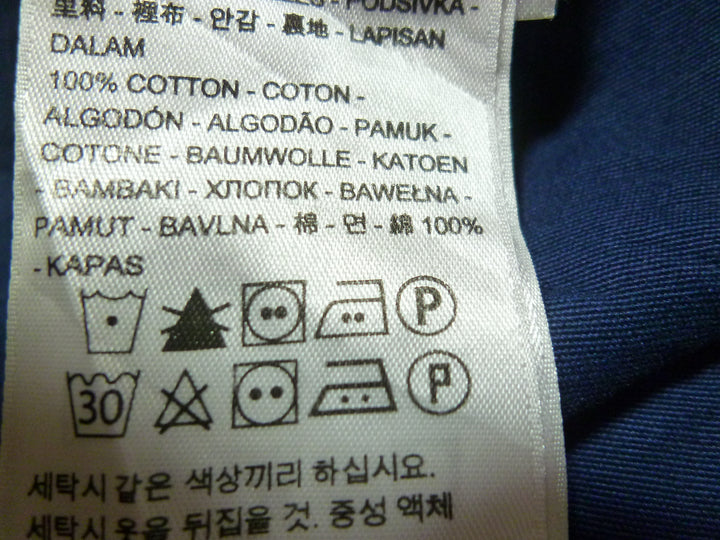 里料 - 裡布 - 안감 - 裏地 - LAPISAN
DALAM
100% COTTON - COTON -
ALGODÓN - ALGODÃO - PAMUK -
COTONE - BAUMWOLLE - KATOEN
- BAMBAKI - ХЛОПОК - BAWEŁNA -
PAMUT - BAVLNA - 棉 - 면 - 綿 100%
- KAPAS
P
30 P
세탁시 같은 색상끼리 하십시요.
세탁시 옷을 뒤집을 것. 중성 액체